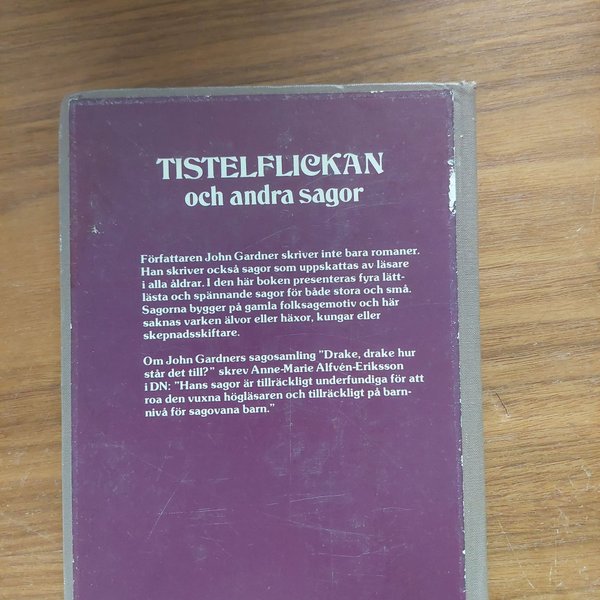 TISTELFLICKAN
och andra sagor
Författaren John Gardner skriver inte bara romaner.
Han skriver också sagor som uppskattas av läsare
i alla åldrar. I den här boken presenteras fyra lätt-
lästa och spännande sagor för både stora och små.
Sagorna bygger på gamla folksagemotiv och här
saknas varken älvor eller häxor, kungar eller
skepnadsskiftare.
Om John Gardners sagosamling "Drake, drake hur
står det till?" skrev Anne-Marie Alfvén-Eriksson
i DN: "Hans sagor är tillräckligt underfundiga för att
roa den vuxna högläsaren och tillräckligt på barn-
nivå för sagovana barn."